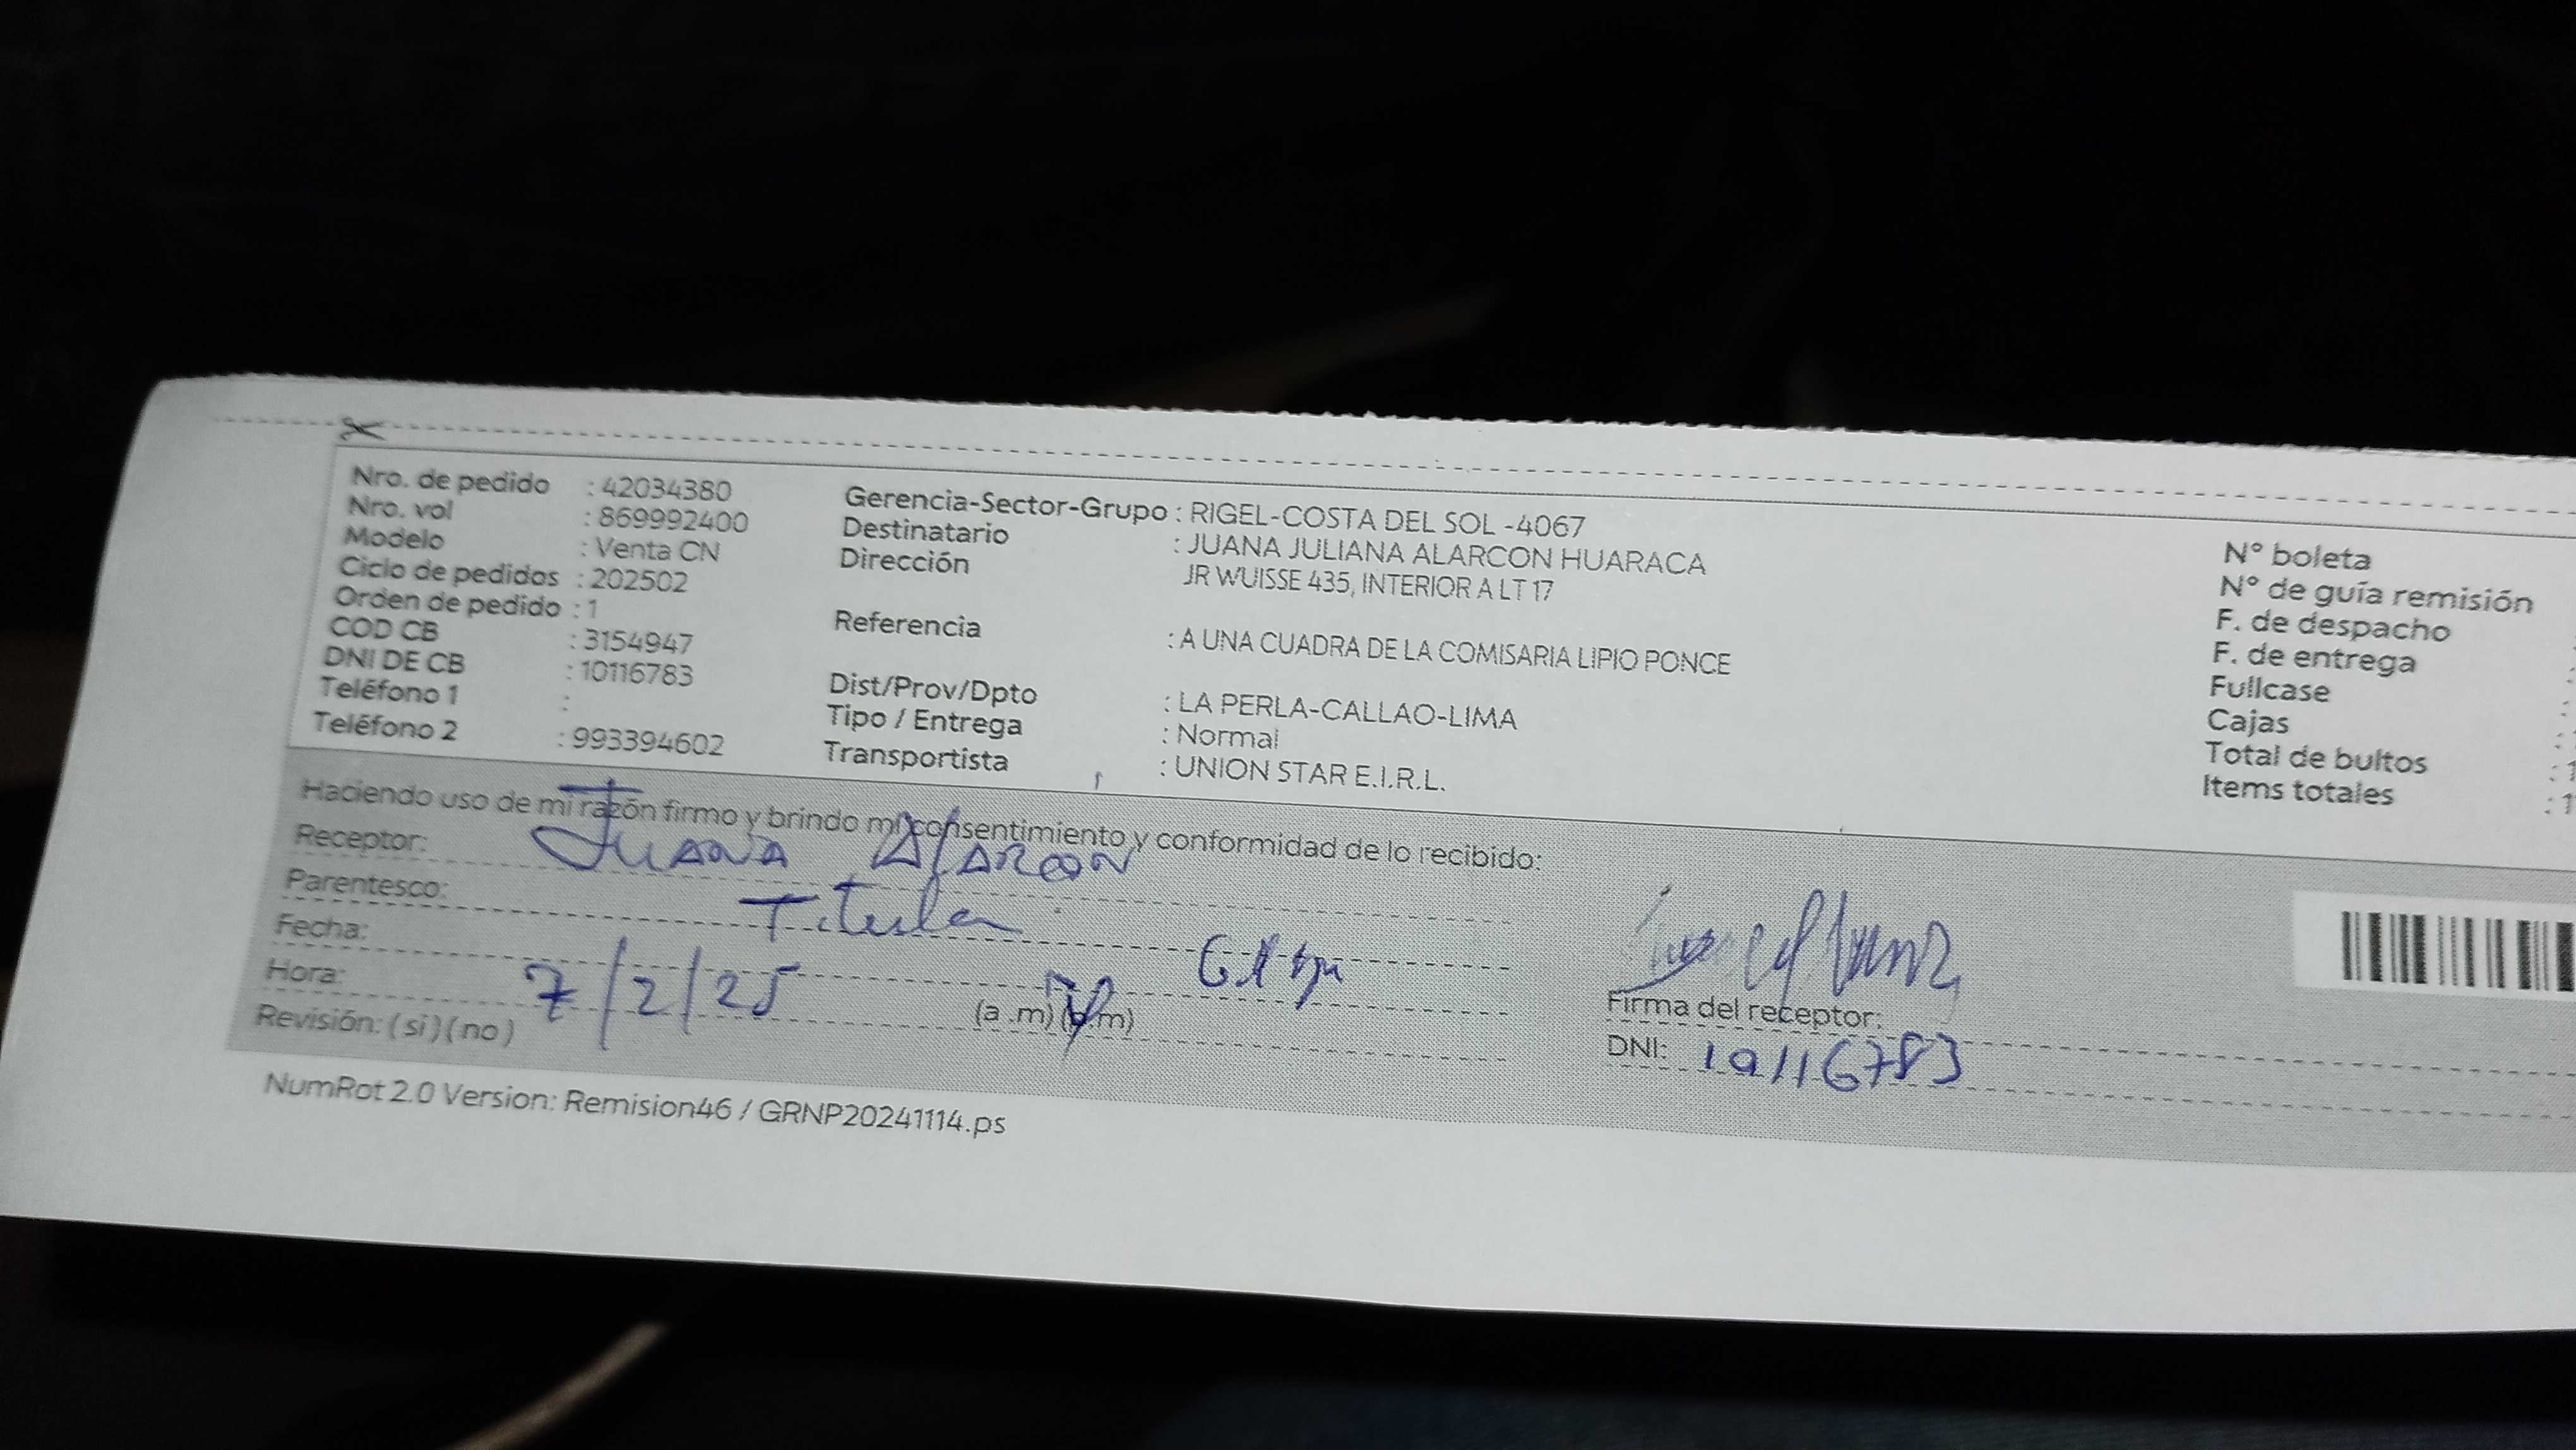 Nro. de pedido : 42034380
Nro. vol : 869992400
Modelo : Venta CN
Ciclo de pedidos : 202502
Orden de pedido : 1
COD CB : 3154947
DNI DE CB : 10116783
Teléfono 1 :
Teléfono 2 : 993394602
Gerencia-Sector-Grupo : RIGEL-COSTA DEL SOL -4067
Destinatario : JUANA JULIANA ALARCON HUARACA
Dirección JR WUISSE 435, INTERIOR A LT 17
Referencia : A UNA CUADRA DE LA COMISARIA LIPIO PONCE
Dist/Prov/Dpto : LA PERLA-CALLAO-LIMA
Tipo / Entrega : Normal
Transportista : UNION STAR E.I.R.L.
N° boleta
N° de guía remisión
F. de despacho
F. de entrega
Fullcase
Cajas
Total de bultos
Items totales
Haciendo uso de mi razón firmo y brindo mi consentimiento y conformidad de lo recibido:
Receptor: Juana Alarcon
Parentesco: Titular
Fecha: 7/2/25
Hora: (a .m) (p.m)
Revisión: ( si ) ( no )
Firma del receptor:
DNI: 10116783
NumRot 2.0 Version: Remision46 / GRNP20241114.ps